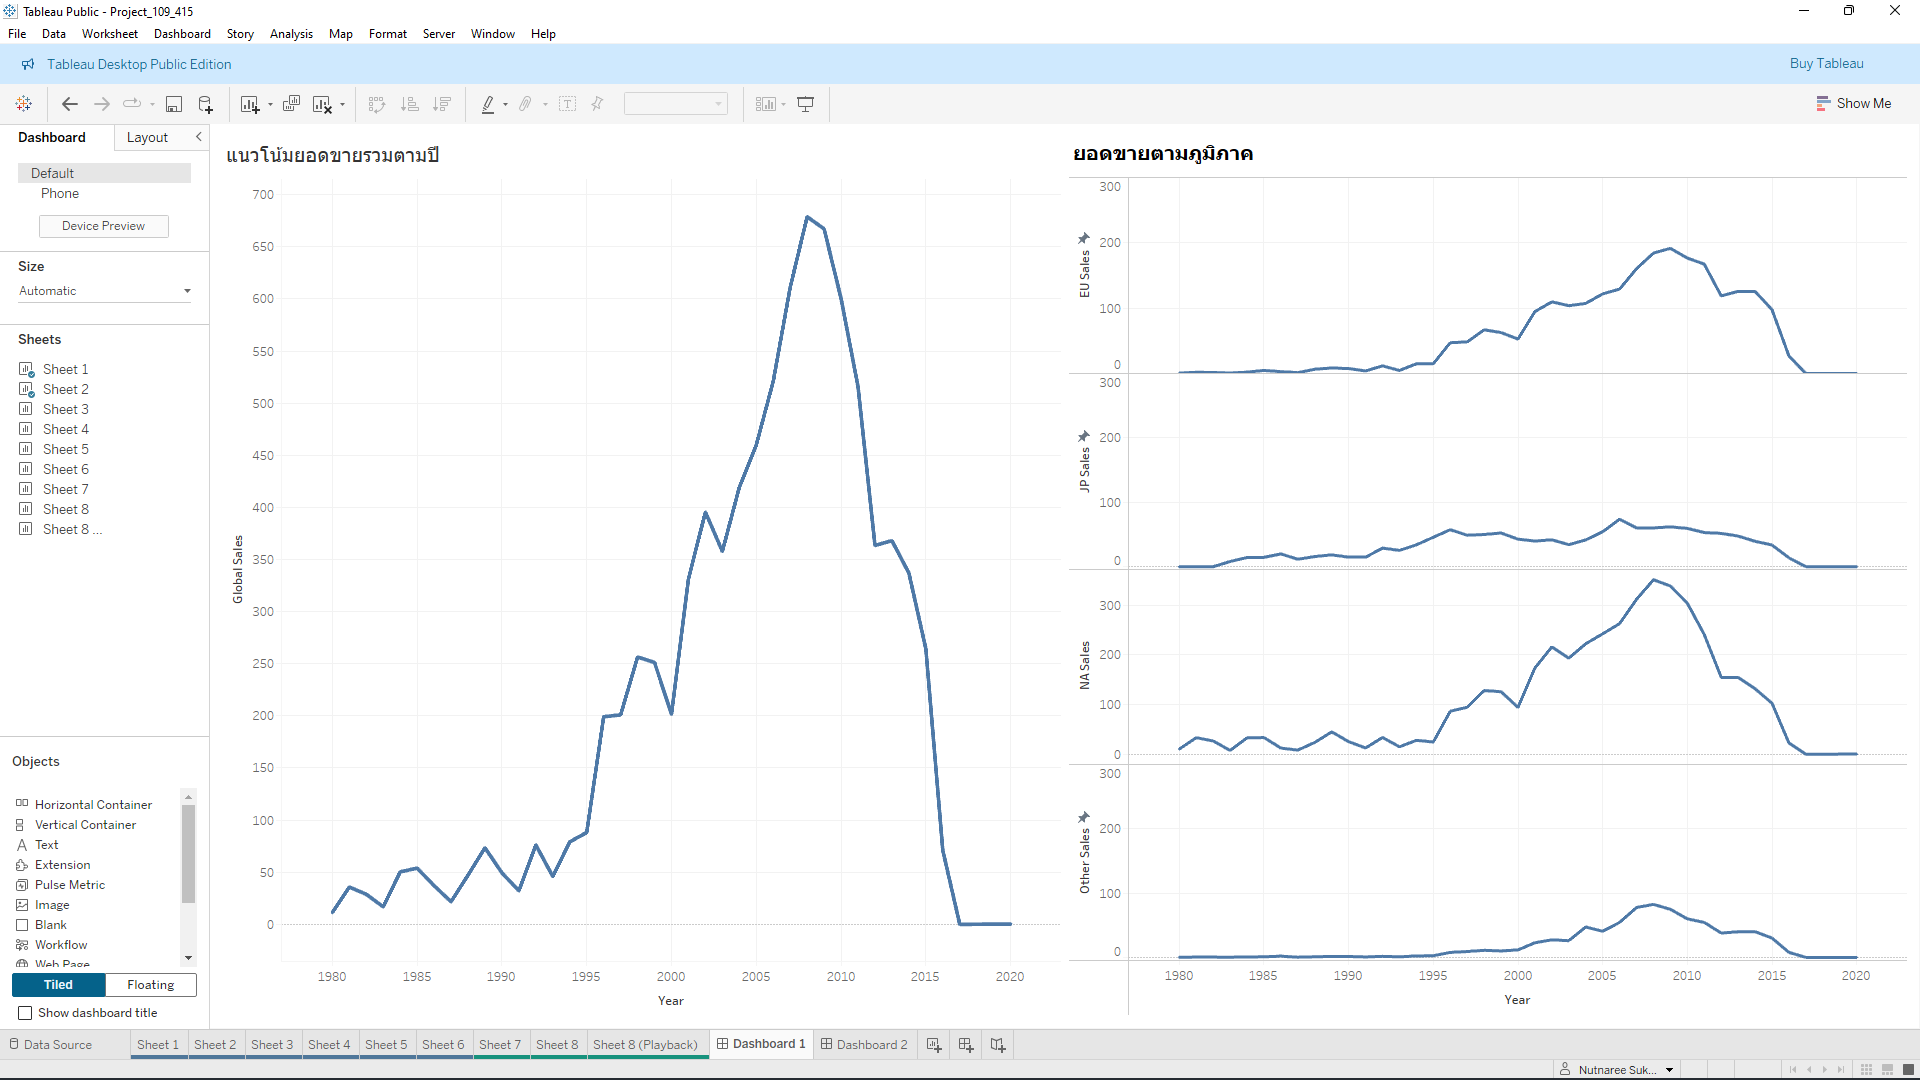 Tableau Public - Project_109_415
File Data Worksheet Dashboard Story Analysis Map Format Server Window Help
Tableau Desktop Public Edition
Buy Tableau
Show Me
Dashboard Layout
Default
Phone
Device Preview
Size
Automatic
Sheets
Sheet 1
Sheet 2
Sheet 3
Sheet 4
Sheet 5
Sheet 6
Sheet 7
Sheet 8
Sheet 8 ...
Objects
Horizontal Container
Vertical Container
Text
Extension
Pulse Metric
Image
Blank
Workflow
Web Page
Tiled Floating
Show dashboard title
แนวโน้มยอดขายรวมตามปี
700
650
600
550
500
450
400
350
300
250
200
150
100
50
0
Global Sales
1980 1985 1990 1995 2000 2005 2010 2015 2020
Year
ยอดขายตามภูมิภาค
300
200
100
0
EU Sales
300
200
100
0
JP Sales
300
200
100
0
NA Sales
300
200
100
0
Other Sales
1980 1985 1990 1995 2000 2005 2010 2015 2020
Year
Data Source Sheet 1 Sheet 2 Sheet 3 Sheet 4 Sheet 5 Sheet 6 Sheet 7 Sheet 8 Sheet 8 (Playback) Dashboard 1 Dashboard 2
Nutnaree Suk...